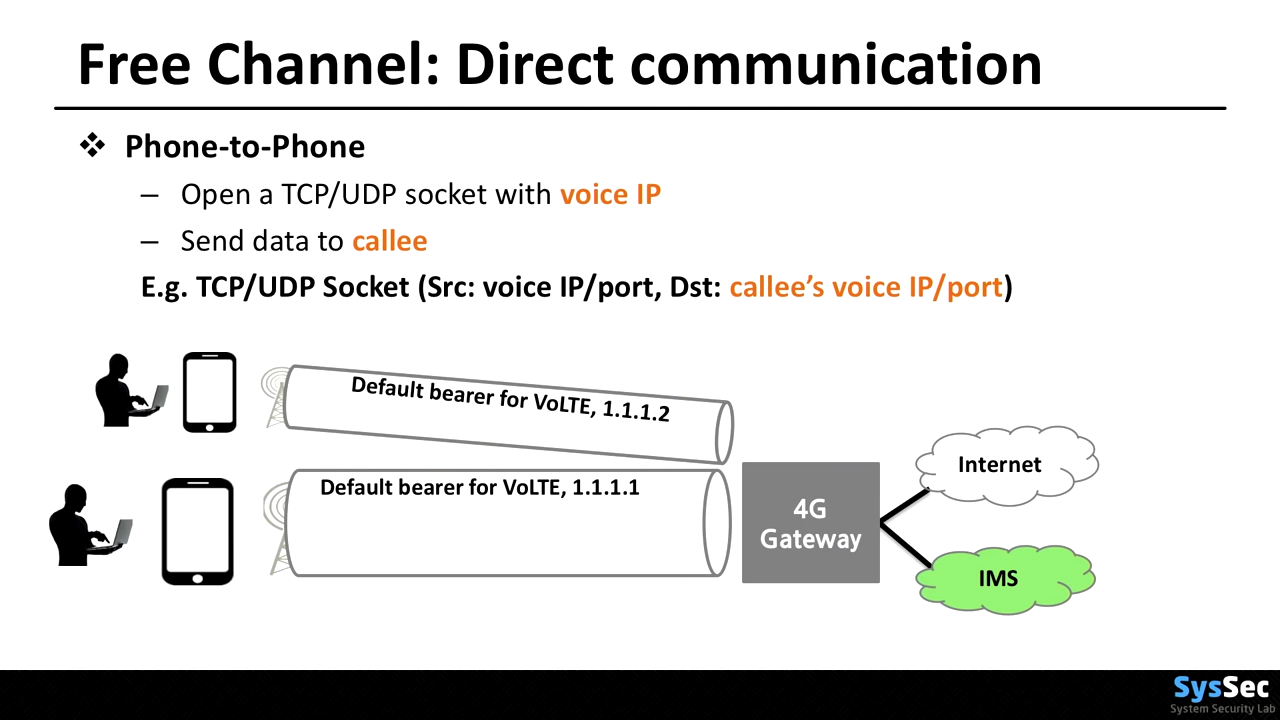 Free Channel: Direct communication
❖ Phone-to-Phone
– Open a TCP/UDP socket with voice IP
– Send data to callee
E.g. TCP/UDP Socket (Src: voice IP/port, Dst: callee’s voice IP/port)
Default bearer for VoLTE, 1.1.1.2
Default bearer for VoLTE, 1.1.1.1
4G
Gateway
Internet
IMS
SysSec
System Security Lab